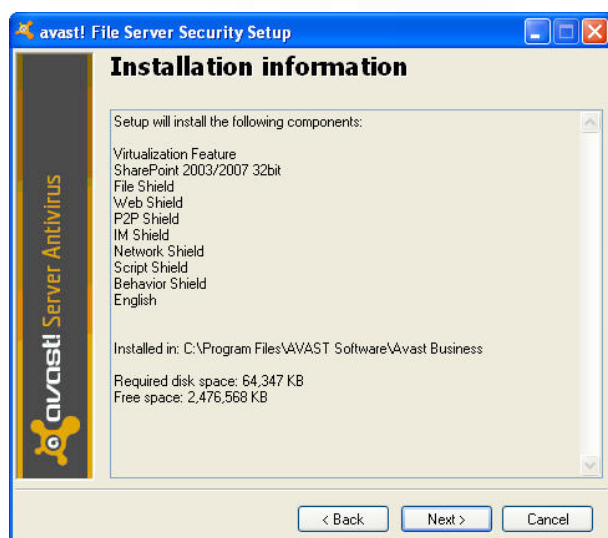 avast! File Server Security Setup
Installation information
Setup will install the following components:
Virtualization Feature
SharePoint 2003/2007 32bit
File Shield
Web Shield
P2P Shield
IM Shield
Network Shield
Script Shield
Behavior Shield
English
Installed in: C:\Program Files\AVAST Software\Avast Business
Required disk space: 64,347 KB
Free space: 2,476,568 KB
avast! Server Antivirus
< Back
Next >
Cancel